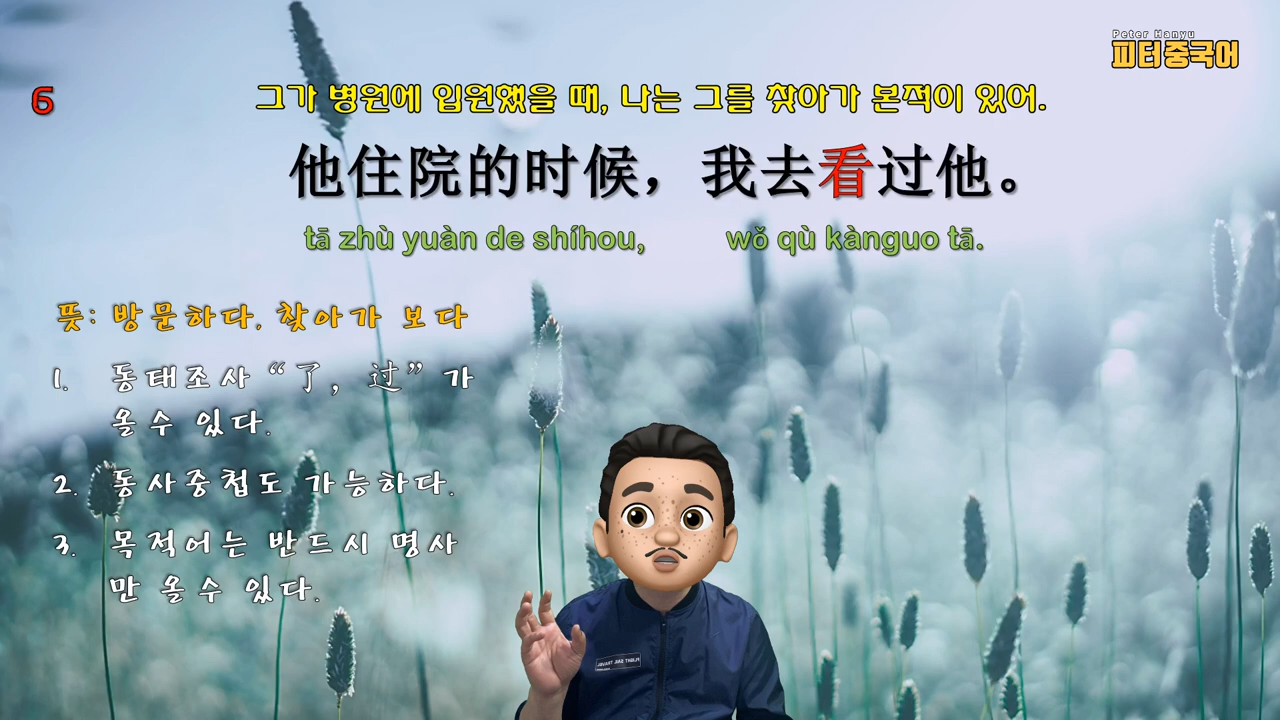 Peter Hanyu
피터중국어
6
그가 병원에 입원했을 때, 나는 그를 찾아가 본적이 있어.
他住院的时候，我去看过他。
tā zhù yuàn de shíhou, wǒ qù kànguo tā.
뜻: 방문하다, 찾아가 보다
1. 동태조사 “了，过” 가
올수 있다.
2. 동사중첩도 가능하다.
3. 목적어는 반드시 명사
만 올수 있다.